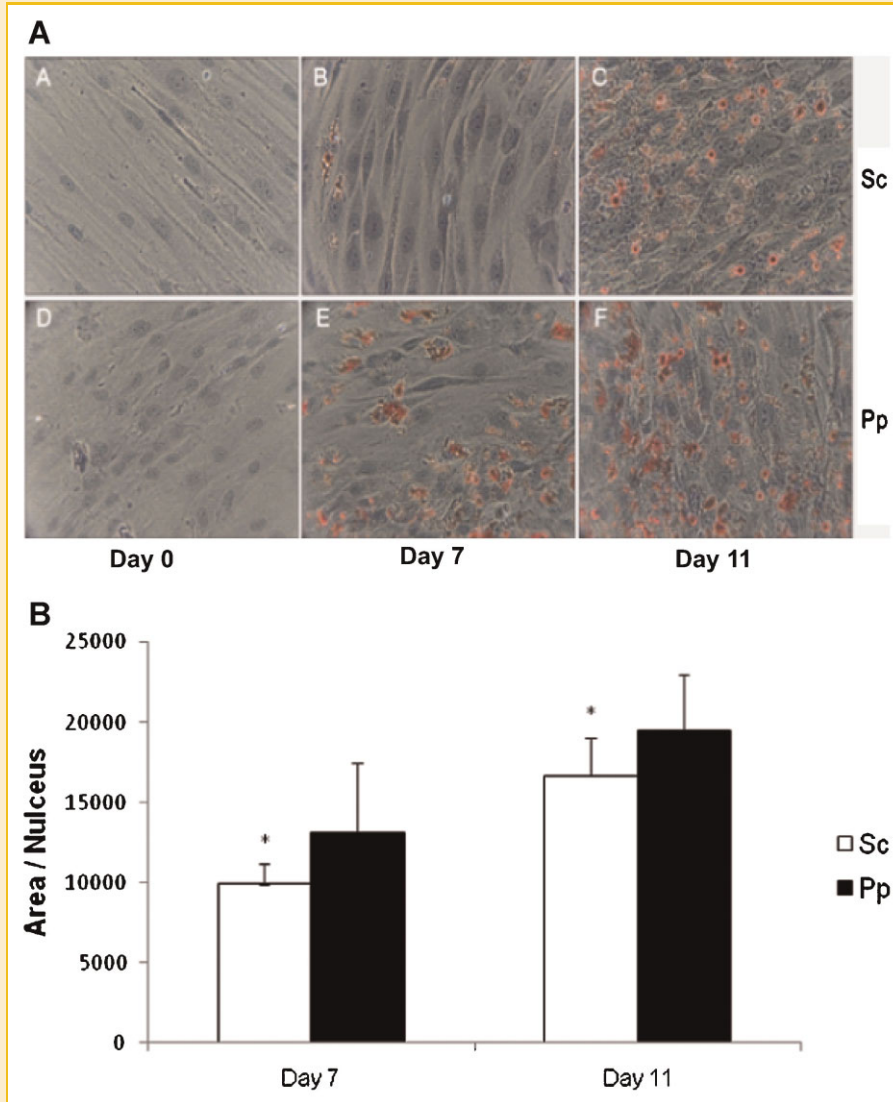 A
A B C
Sc
D E F
Pp
Day 0 Day 7 Day 11
B
25000
20000
15000
10000
5000
0
Area / Nulceus
*
*
Sc
Pp
Day 7 Day 11